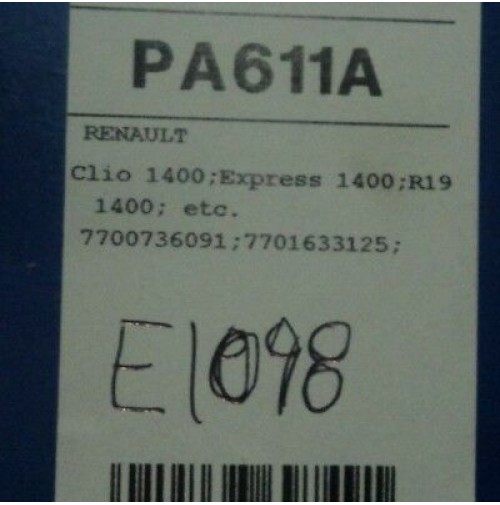 PA611A
RENAULT
Clio 1400;Express 1400;R19
1400; etc.
7700736091;7701633125;
E1098